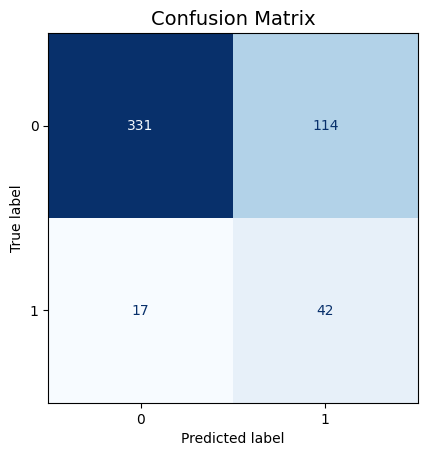 Confusion Matrix
0
331
114
True label
1
17
42
0
1
Predicted label